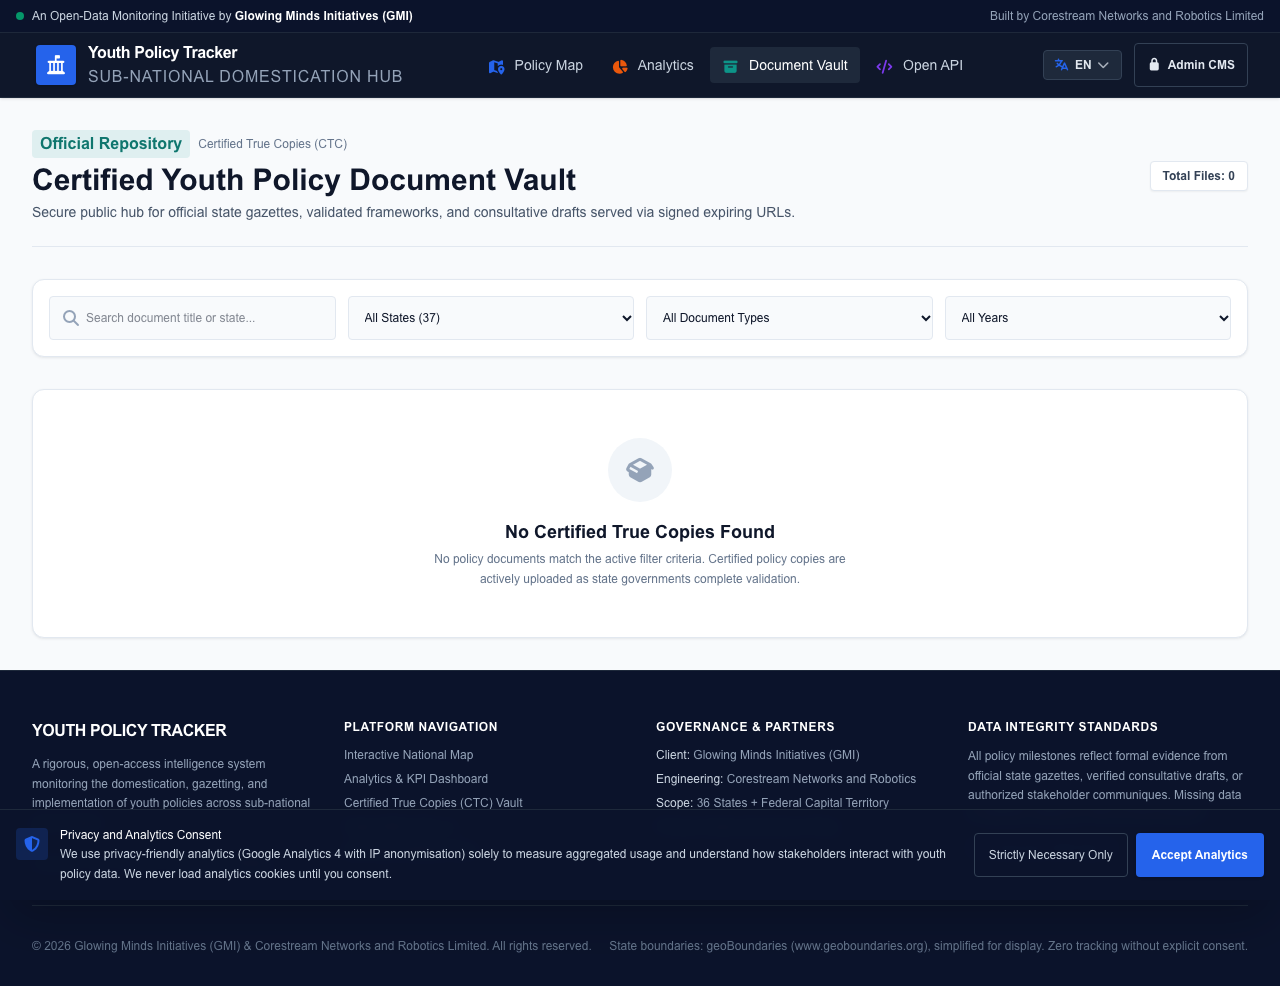 An Open-Data Monitoring Initiative by Glowing Minds Initiatives (GMI)
Built by Corestream Networks and Robotics Limited
Youth Policy Tracker
SUB-NATIONAL DOMESTICATION HUB
Policy Map
Analytics
Document Vault
Open API
EN
Admin CMS
Official Repository
Certified True Copies (CTC)
Certified Youth Policy Document Vault
Secure public hub for official state gazettes, validated frameworks, and consultative drafts served via signed expiring URLs.
Total Files: 0
Search document title or state...
All States (37)
All Document Types
All Years
No Certified True Copies Found
No policy documents match the active filter criteria. Certified policy copies are
actively uploaded as state governments complete validation.
YOUTH POLICY TRACKER
A rigorous, open-access intelligence system
monitoring the domestication, gazetting, and
implementation of youth policies across sub-national
PLATFORM NAVIGATION
Interactive National Map
Analytics & KPI Dashboard
Certified True Copies (CTC) Vault
GOVERNANCE & PARTNERS
Client: Glowing Minds Initiatives (GMI)
Engineering: Corestream Networks and Robotics
Scope: 36 States + Federal Capital Territory
DATA INTEGRITY STANDARDS
All policy milestones reflect formal evidence from
official state gazettes, verified consultative drafts, or
authorized stakeholder communiques. Missing data
Privacy and Analytics Consent
We use privacy-friendly analytics (Google Analytics 4 with IP anonymisation) solely to measure aggregated usage and understand how stakeholders interact with youth
policy data. We never load analytics cookies until you consent.
Strictly Necessary Only
Accept Analytics
© 2026 Glowing Minds Initiatives (GMI) & Corestream Networks and Robotics Limited. All rights reserved.
State boundaries: geoBoundaries (www.geoboundaries.org), simplified for display. Zero tracking without explicit consent.